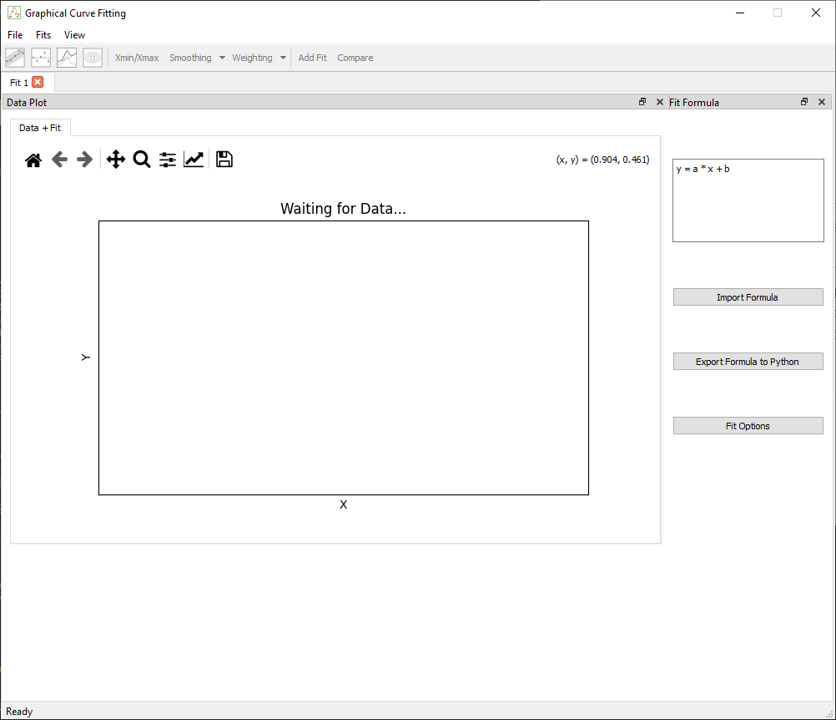 Graphical Curve Fitting
File Fits View
Xmin/Xmax Smoothing Weighting Add Fit Compare
Fit 1
Data Plot
Fit Formula
Data + Fit
(x, y) = (0.904, 0.461)
y = a * x + b
Waiting for Data...
Import Formula
Y
Export Formula to Python
Fit Options
X
Ready